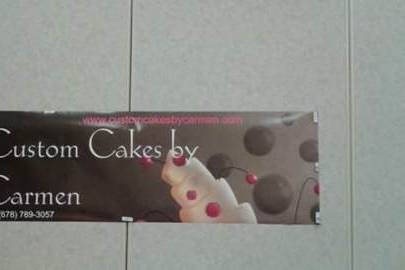 www.customcakesbycarmen.com
Custom Cakes by
Carmen
(678) 789-3057